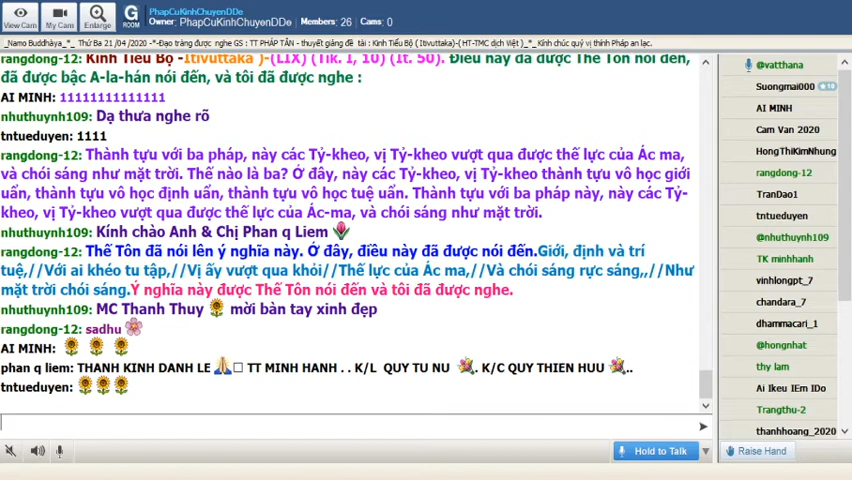 PhapCuKinhChuyenDDe
Owner: PhapCuKinhChuyenDDe Members: 26 Cams: 0
View Cam My Cam Enlarge G ROOM
_Namo Buddhàya_*_ Thứ Ba 21 /04 /2020 -*-Đạo tràng được nghe GS : TT PHÁP TÂN - thuyết giảng đề tài : Kinh Tiểu Bộ ( Itivuttaka)-( HT-TMC dịch Việt )_*_ Kính chúc quý vị thính Pháp an lạc.
rangdong-12: Kinh Tiểu Bộ -Itivuttaka )-(LIX) (Tik. I, 10) (It. 50). Điều này đã được Thế Tôn nói đến,
đã được bậc A-la-hán nói đến, và tôi đã được nghe :
AI MINH: 11111111111111
nhuthuynh109: Dạ thưa nghe rõ
tntueduyen: 1111
rangdong-12: Thành tựu với ba pháp, này các Tỷ-kheo, vị Tỷ-kheo vượt qua được thế lực của Ác ma,
và chói sáng như mặt trời. Thế nào là ba? Ở đây, này các Tỷ-kheo, vị Tỷ-kheo thành tựu vô học giới
uẩn, thành tựu vô học định uẩn, thành tựu vô học tuệ uẩn. Thành tựu với ba pháp này, này các Tỷ-
kheo, vị Tỷ-kheo vượt qua được thế lực của Ác-ma, và chói sáng như mặt trời.
nhuthuynh109: Kính chào Anh & Chị Phan q Liem
rangdong-12: Thế Tôn đã nói lên ý nghĩa này. Ở đây, điều này đã được nói đến.Giới, định và trí
tuệ,//Với ai khéo tu tập,//Vị ấy vượt qua khỏi//Thế lực của Ác ma,//Và chói sáng rực sáng,,//Như
mặt trời chói sáng.Ý nghĩa này được Thế Tôn nói đến và tôi đã được nghe.
nhuthuynh109: MC Thanh Thuy 🌻 mời bàn tay xinh đẹp
rangdong-12: sadhu
AI MINH: 🌻 🌻 🌻
phan q liem: THANH KINH DANH LE 🙏 TT MINH HANH . . K/L QUY TU NU 💐. K/C QUY THIEN HUU 💐..
tntueduyen: 🌻🌻🌻
Hold to Talk
@vatthana
Suongmai000 10
AI MINH
Cam Van 2020
HongThiKimNhung
rangdong-12
TranDao1
tntueduyen
@nhuthuynh109
TK minhhanh
vinhlongpt_7
chandara_7
dhammacari_1
@hongnhat
thy lam
Ai Ikeu IEm IDo
Trangthu-2
thanhhoang_2020
Raise Hand